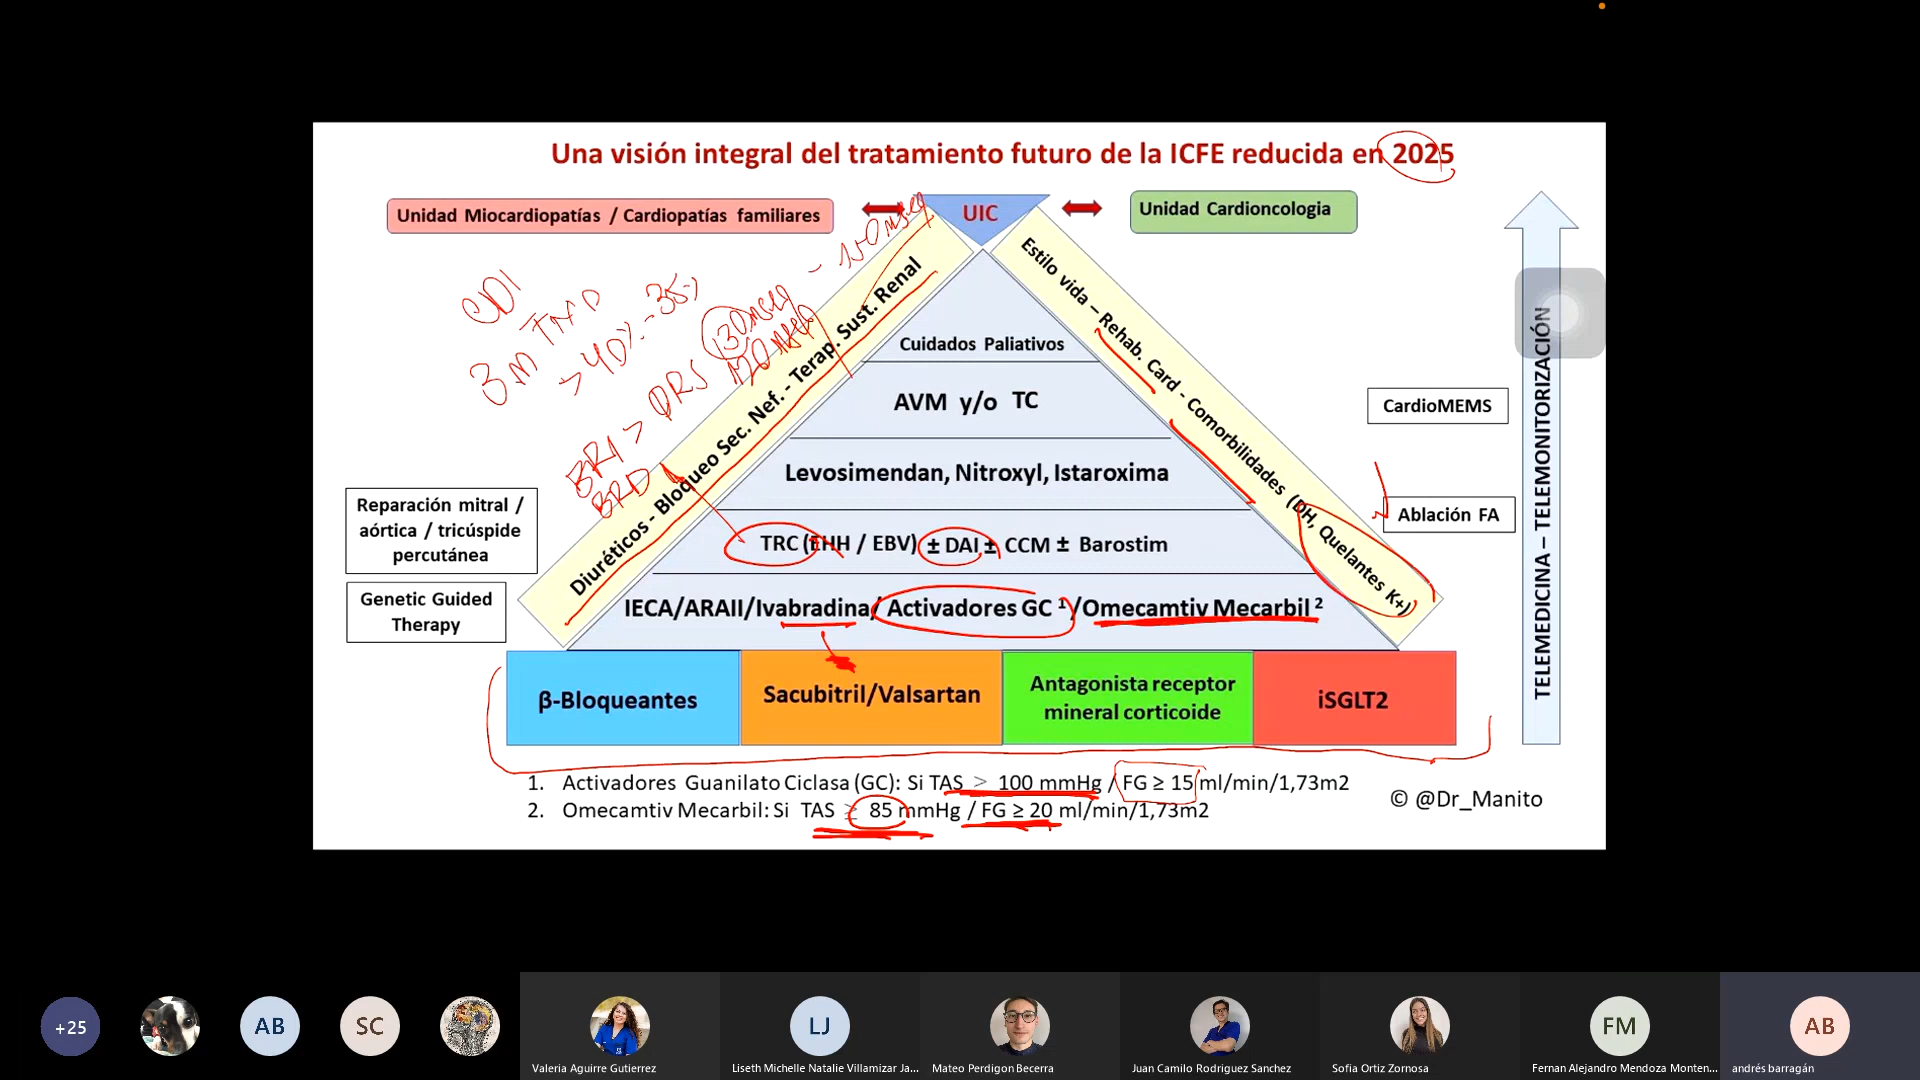 Una visión integral del tratamiento futuro de la ICFE reducida en 2025
Unidad Miocardiopatías / Cardiopatías familiares
UIC
Unidad Cardioncologia
Diuréticos - Bloqueo Sec. Nef. - Terap. Sust. Renal
Estilo vida – Rehab. Card - Comorbilidades (DH, Quelantes K+)
Cuidados Paliativos
AVM y/o TC
Levosimendan, Nitroxyl, Istaroxima
TRC (EHH / EBV) ± DAI ± CCM ± Barostim
IECA/ARAII/Ivabradina/ Activadores GC ¹ /Omecamtiv Mecarbil ²
β-Bloqueantes
Sacubitril/Valsartan
Antagonista receptor
mineral corticoide
iSGLT2
Reparación mitral /
aórtica / tricúspide
percutánea
Genetic Guided
Therapy
CardioMEMS
Ablación FA
TELEMEDICINA – TELEMONITORIZACIÓN
3M
>40% - 35%
BRI > QRS 130 mseg
BRD
120 mseg
150 mseg
1. Activadores Guanilato Ciclasa (GC): Si TAS > 100 mmHg / FG ≥ 15 ml/min/1,73m2
2. Omecamtiv Mecarbil: Si TAS ≥ 85 mmHg / FG ≥ 20 ml/min/1,73m2
© @Dr_Manito
+25
AB
SC
LJ
FM
AB
Valeria Aguirre Gutierrez
Liseth Michelle Natalie Villamizar Ja...
Mateo Perdigon Becerra
Juan Camilo Rodriguez Sanchez
Sofia Ortiz Zornosa
Fernan Alejandro Mendoza Monten...
andrés barragán